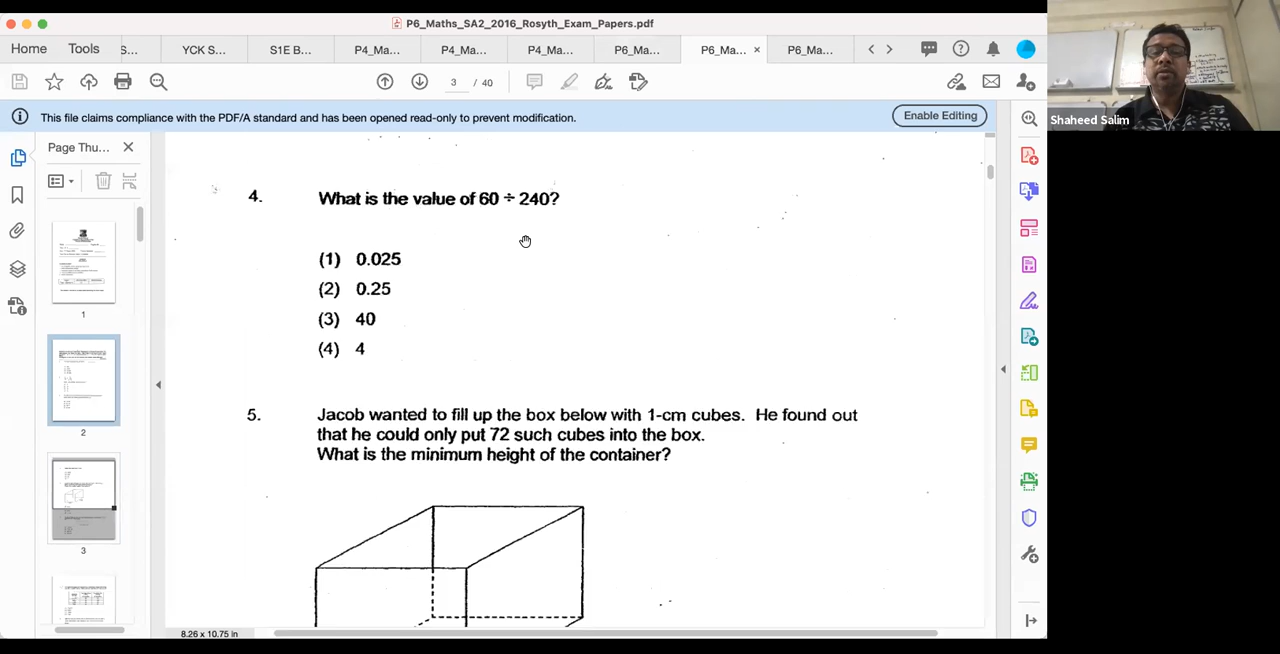 P6_Maths_SA2_2016_Rosyth_Exam_Papers.pdf
Home Tools S... YCK S... S1E B... P4_Ma... P4_Ma... P4_Ma... P6_Ma... P6_Ma... × P6_Ma...
3 / 40
Shaheed Salim
This file claims compliance with the PDF/A standard and has been opened read-only to prevent modification. Enable Editing
Page Thu...
1
2
3
4. What is the value of 60 ÷ 240?
(1) 0.025
(2) 0.25
(3) 40
(4) 4
5. Jacob wanted to fill up the box below with 1-cm cubes. He found out
that he could only put 72 such cubes into the box.
What is the minimum height of the container?
8.26 x 10.75 in